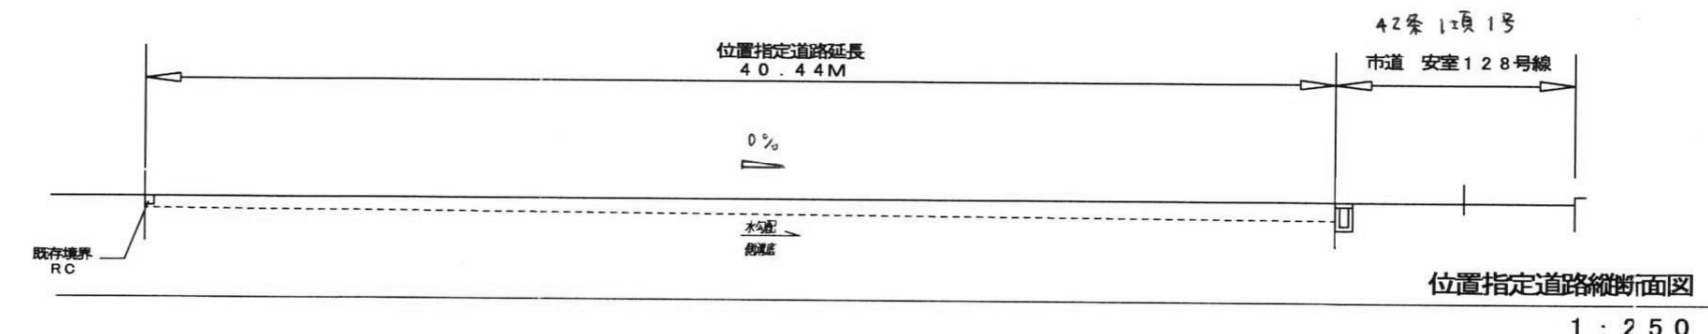 42条1項1号
位置指定道路延長
40.44M
市道 安室128号線
0%
水勾配
側溝底
既存境界
RC
位置指定道路縦断面図
1:250